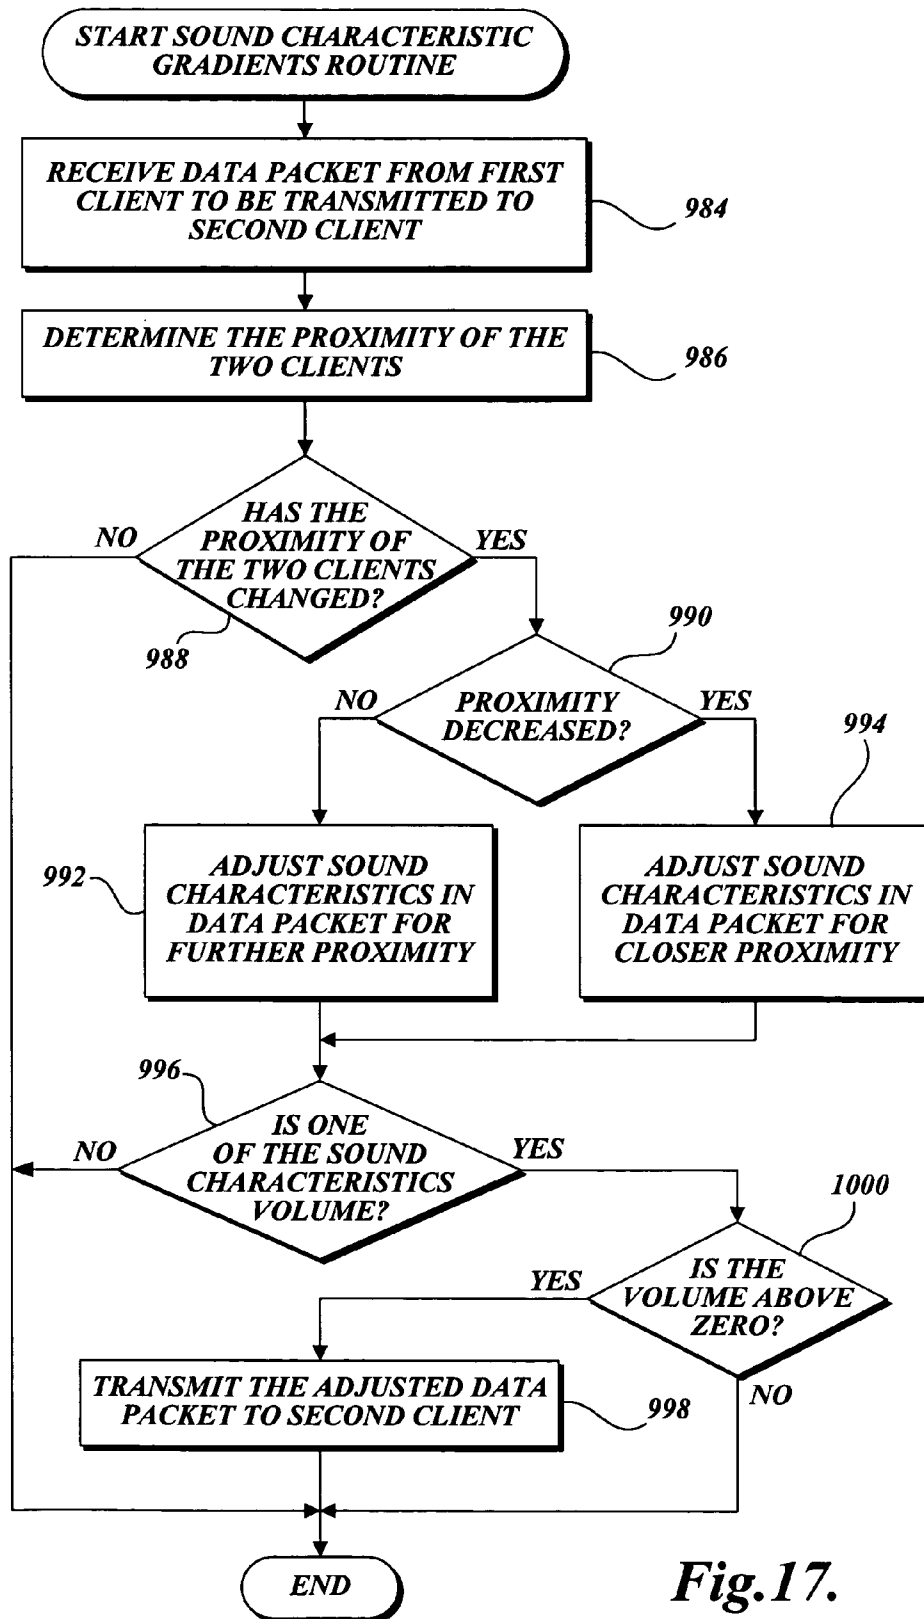 START SOUND CHARACTERISTIC
GRADIENTS ROUTINE
RECEIVE DATA PACKET FROM FIRST
CLIENT TO BE TRANSMITTED TO
SECOND CLIENT
984
DETERMINE THE PROXIMITY OF THE
TWO CLIENTS
986
HAS THE
PROXIMITY OF
THE TWO CLIENTS
CHANGED?
NO
YES
988
990
PROXIMITY
DECREASED?
NO
YES
994
992
ADJUST SOUND
CHARACTERISTICS IN
DATA PACKET FOR
FURTHER PROXIMITY
ADJUST SOUND
CHARACTERISTICS IN
DATA PACKET FOR
CLOSER PROXIMITY
996
IS ONE
OF THE SOUND
CHARACTERISTICS
VOLUME?
NO
YES
1000
IS THE
VOLUME ABOVE
ZERO?
YES
NO
TRANSMIT THE ADJUSTED DATA
PACKET TO SECOND CLIENT
998
END
Fig.17.